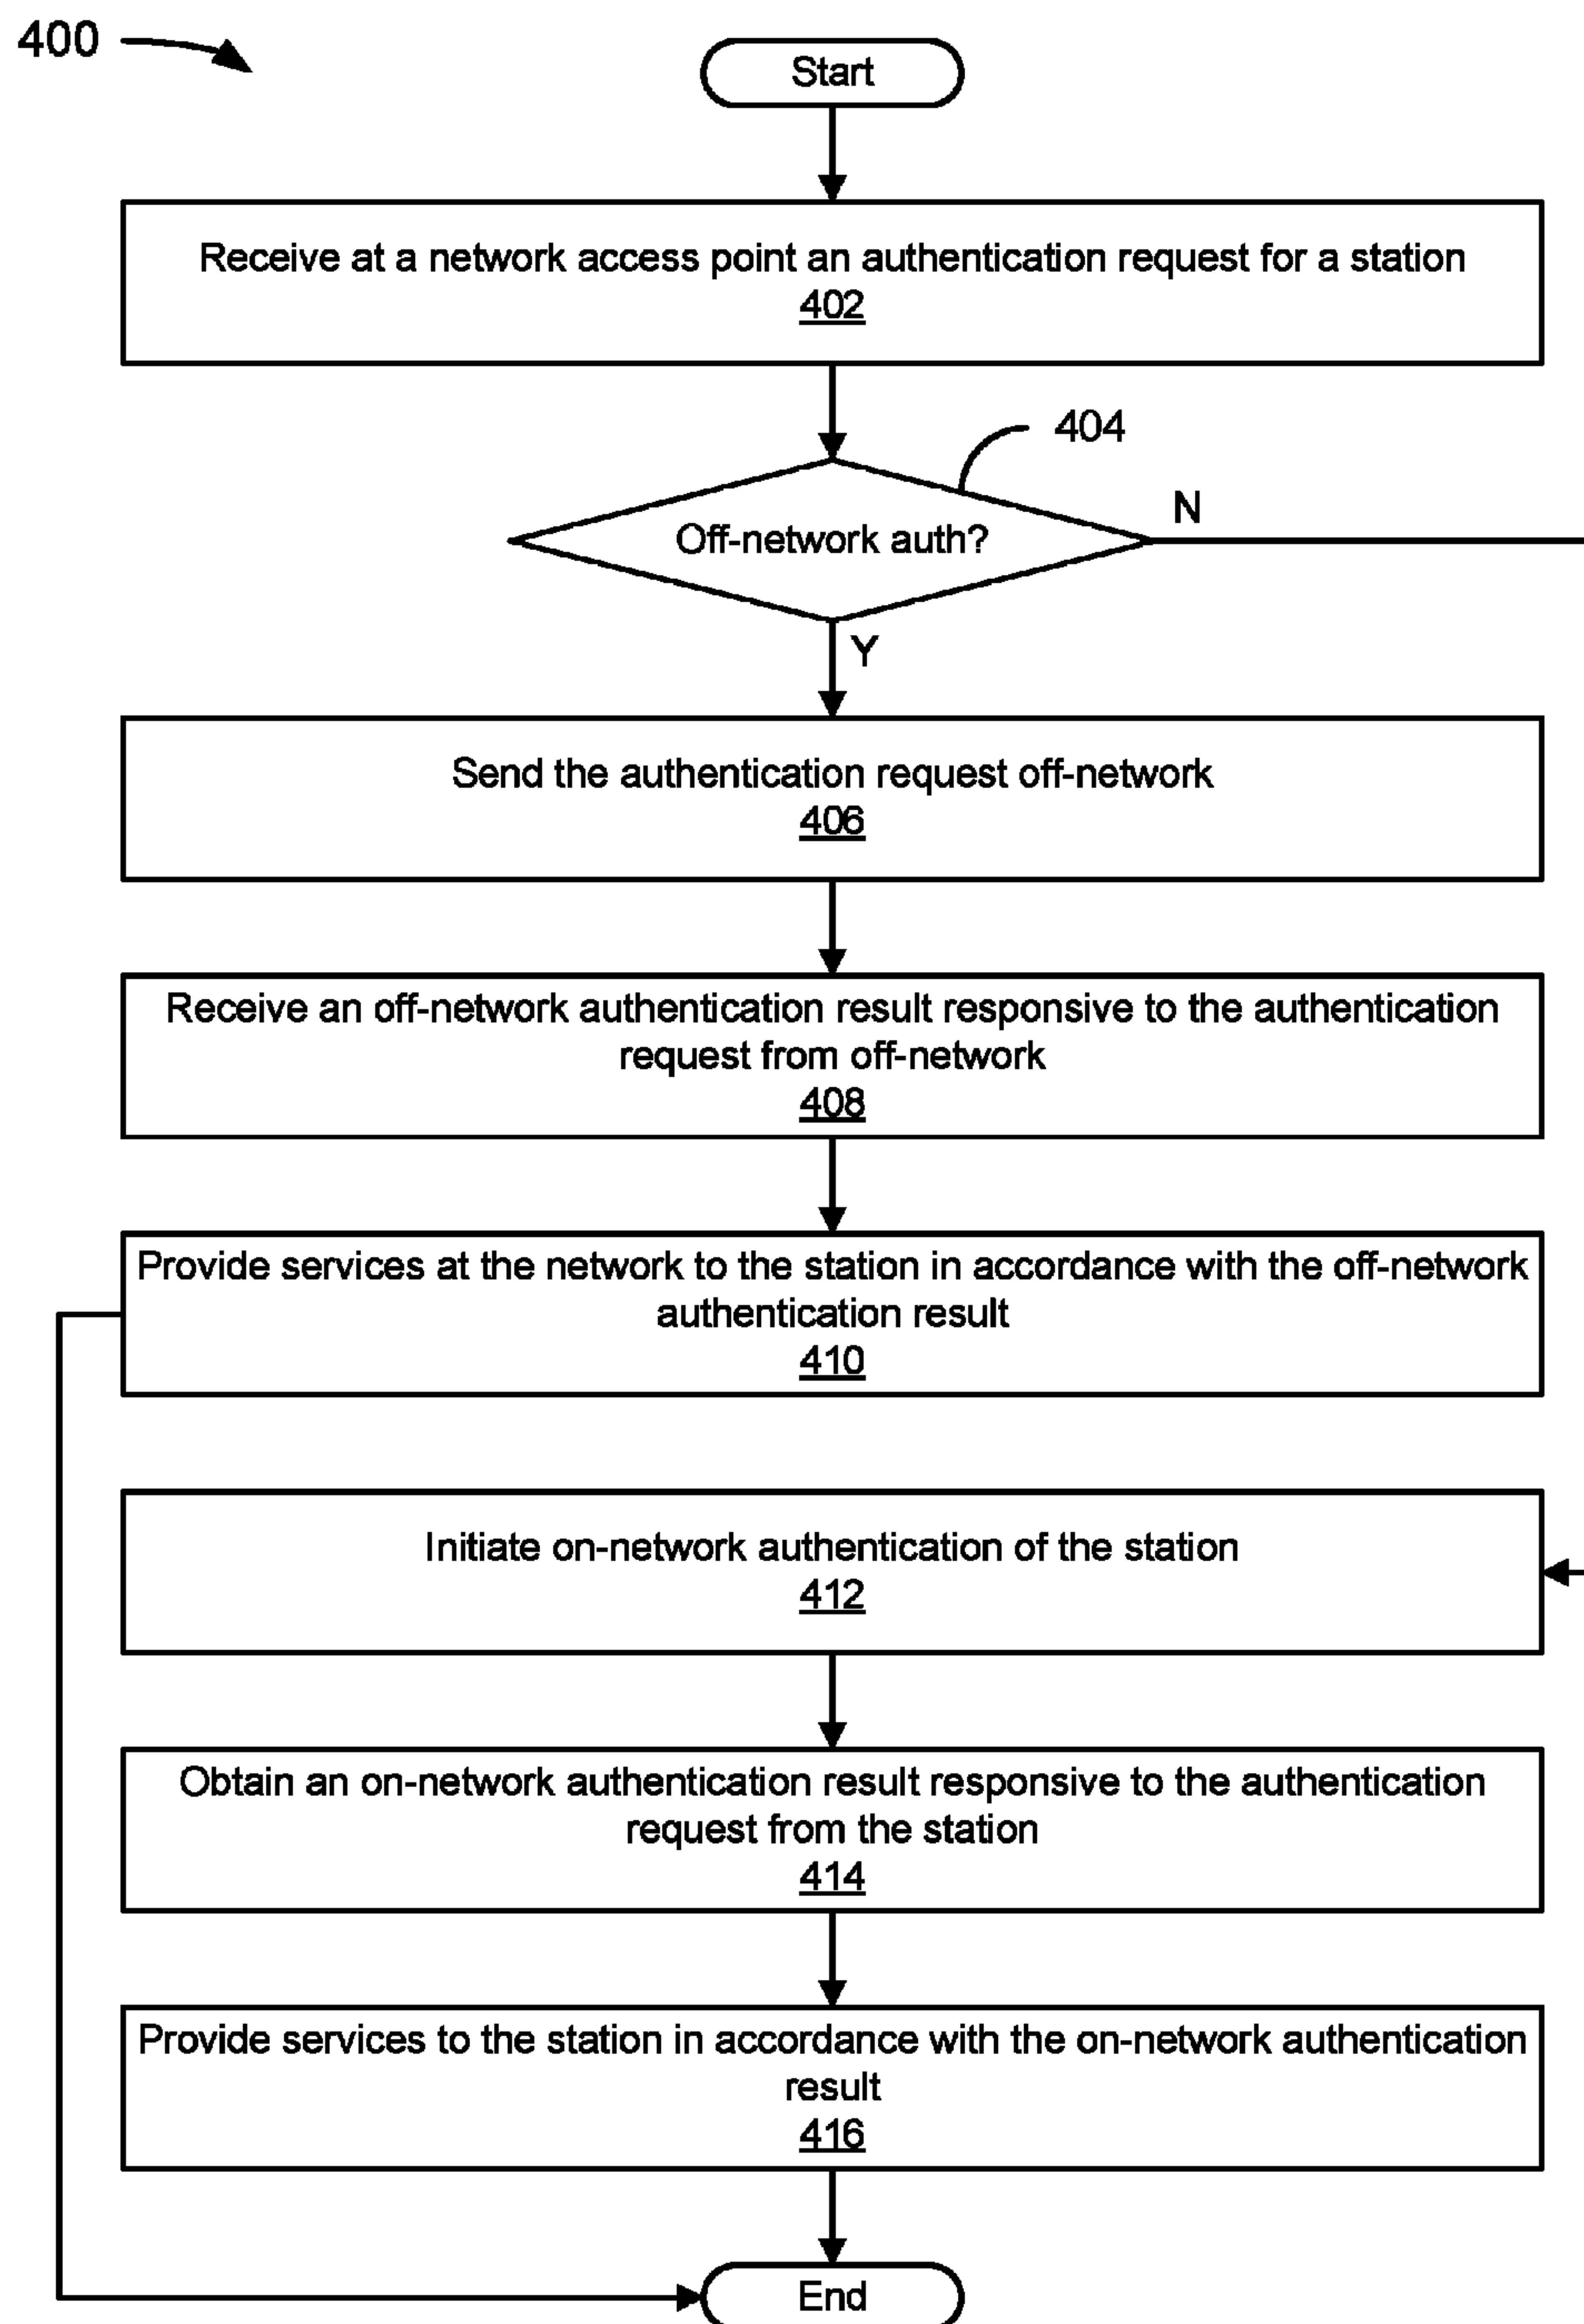 400
Start
Receive at a network access point an authentication request for a station
402
404
Off-network auth?
N
Y
Send the authentication request off-network
406
Receive an off-network authentication result responsive to the authentication
request from off-network
408
Provide services at the network to the station in accordance with the off-network
authentication result
410
Initiate on-network authentication of the station
412
Obtain an on-network authentication result responsive to the authentication
request from the station
414
Provide services to the station in accordance with the on-network authentication
result
416
End